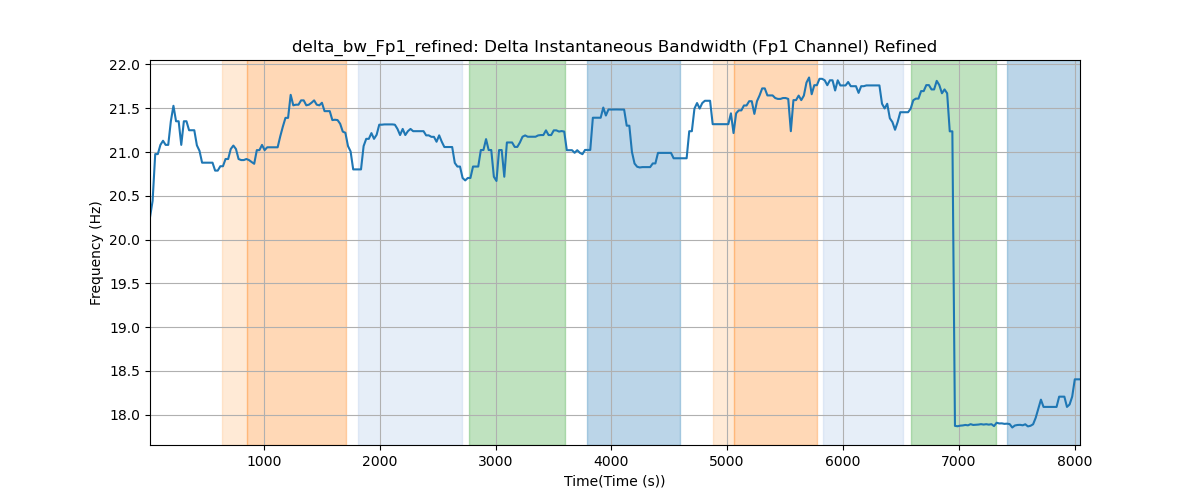 delta_bw_Fp1_refined: Delta Instantaneous Bandwidth (Fp1 Channel) Refined
Frequency (Hz)
22.0
21.5
21.0
20.5
20.0
19.5
19.0
18.5
18.0
1000 2000 3000 4000 5000 6000 7000 8000
Time(Time (s))